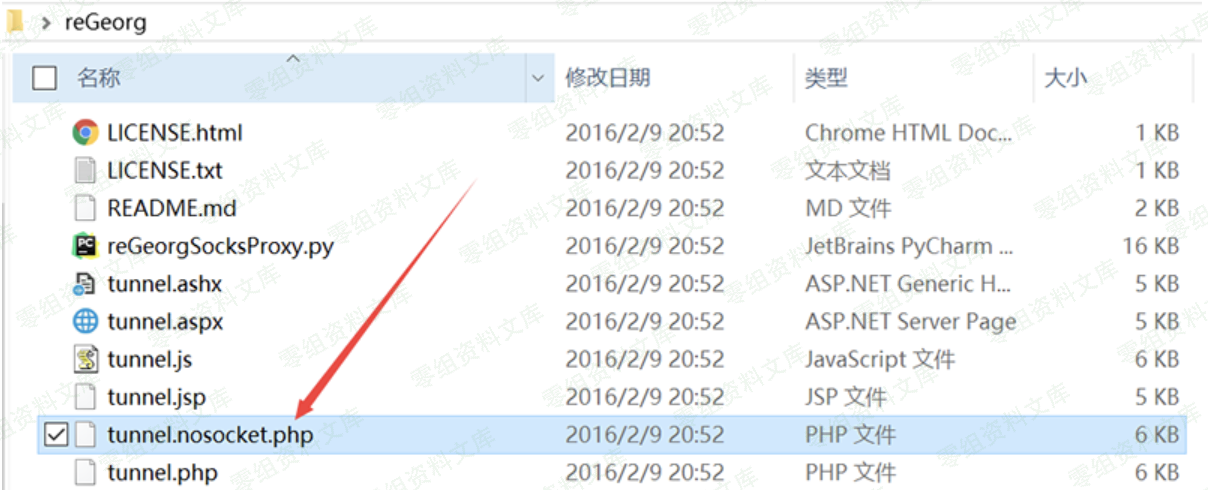 reGeorg
名称 修改日期 类型 大小
LICENSE.html 2016/2/9 20:52 Chrome HTML Doc... 1 KB
LICENSE.txt 2016/2/9 20:52 文本文档 1 KB
README.md 2016/2/9 20:52 MD 文件 2 KB
reGeorgSocksProxy.py 2016/2/9 20:52 JetBrains PyCharm ... 16 KB
tunnel.ashx 2016/2/9 20:52 ASP.NET Generic H... 5 KB
tunnel.aspx 2016/2/9 20:52 ASP.NET Server Page 5 KB
tunnel.js 2016/2/9 20:52 JavaScript 文件 6 KB
tunnel.jsp 2016/2/9 20:52 JSP 文件 5 KB
tunnel.nosocket.php 2016/2/9 20:52 PHP 文件 6 KB
tunnel.php 2016/2/9 20:52 PHP 文件 6 KB
零组资料文库